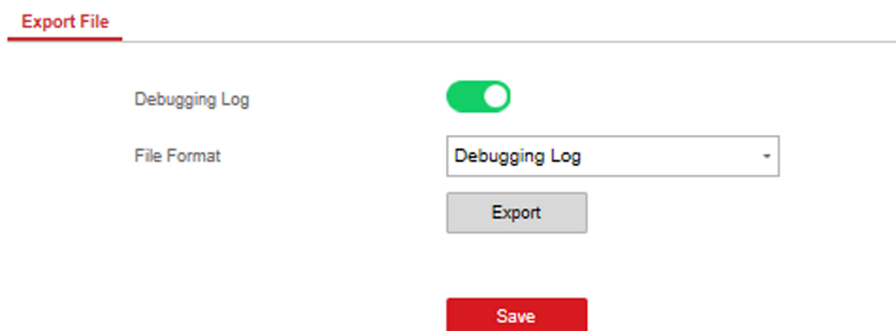 Export File
Debugging Log
File Format
Debugging Log
Export
Save